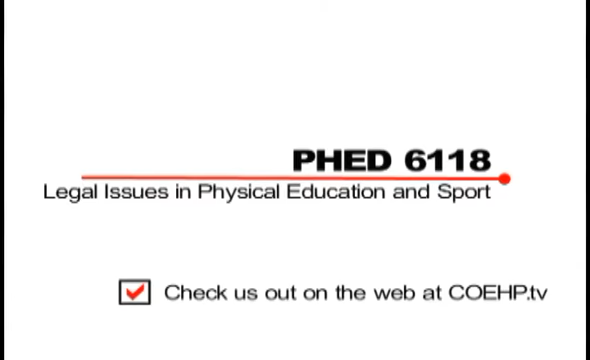 PHED 6118
Legal Issues in Physical Education and Sport
Check us out on the web at COEHP.tv